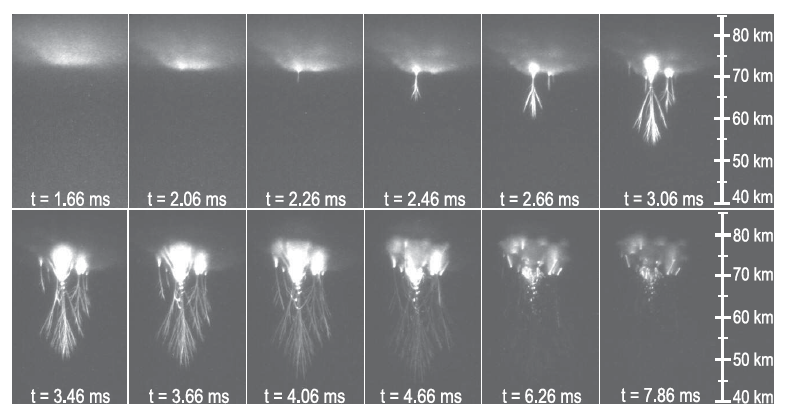 80 km
70 km
60 km
50 km
40 km
t = 1.66 ms
t = 2.06 ms
t = 2.26 ms
t = 2.46 ms
t = 2.66 ms
t = 3.06 ms
80 km
70 km
60 km
50 km
40 km
t = 3.46 ms
t = 3.66 ms
t = 4.06 ms
t = 4.66 ms
t = 6.26 ms
t = 7.86 ms